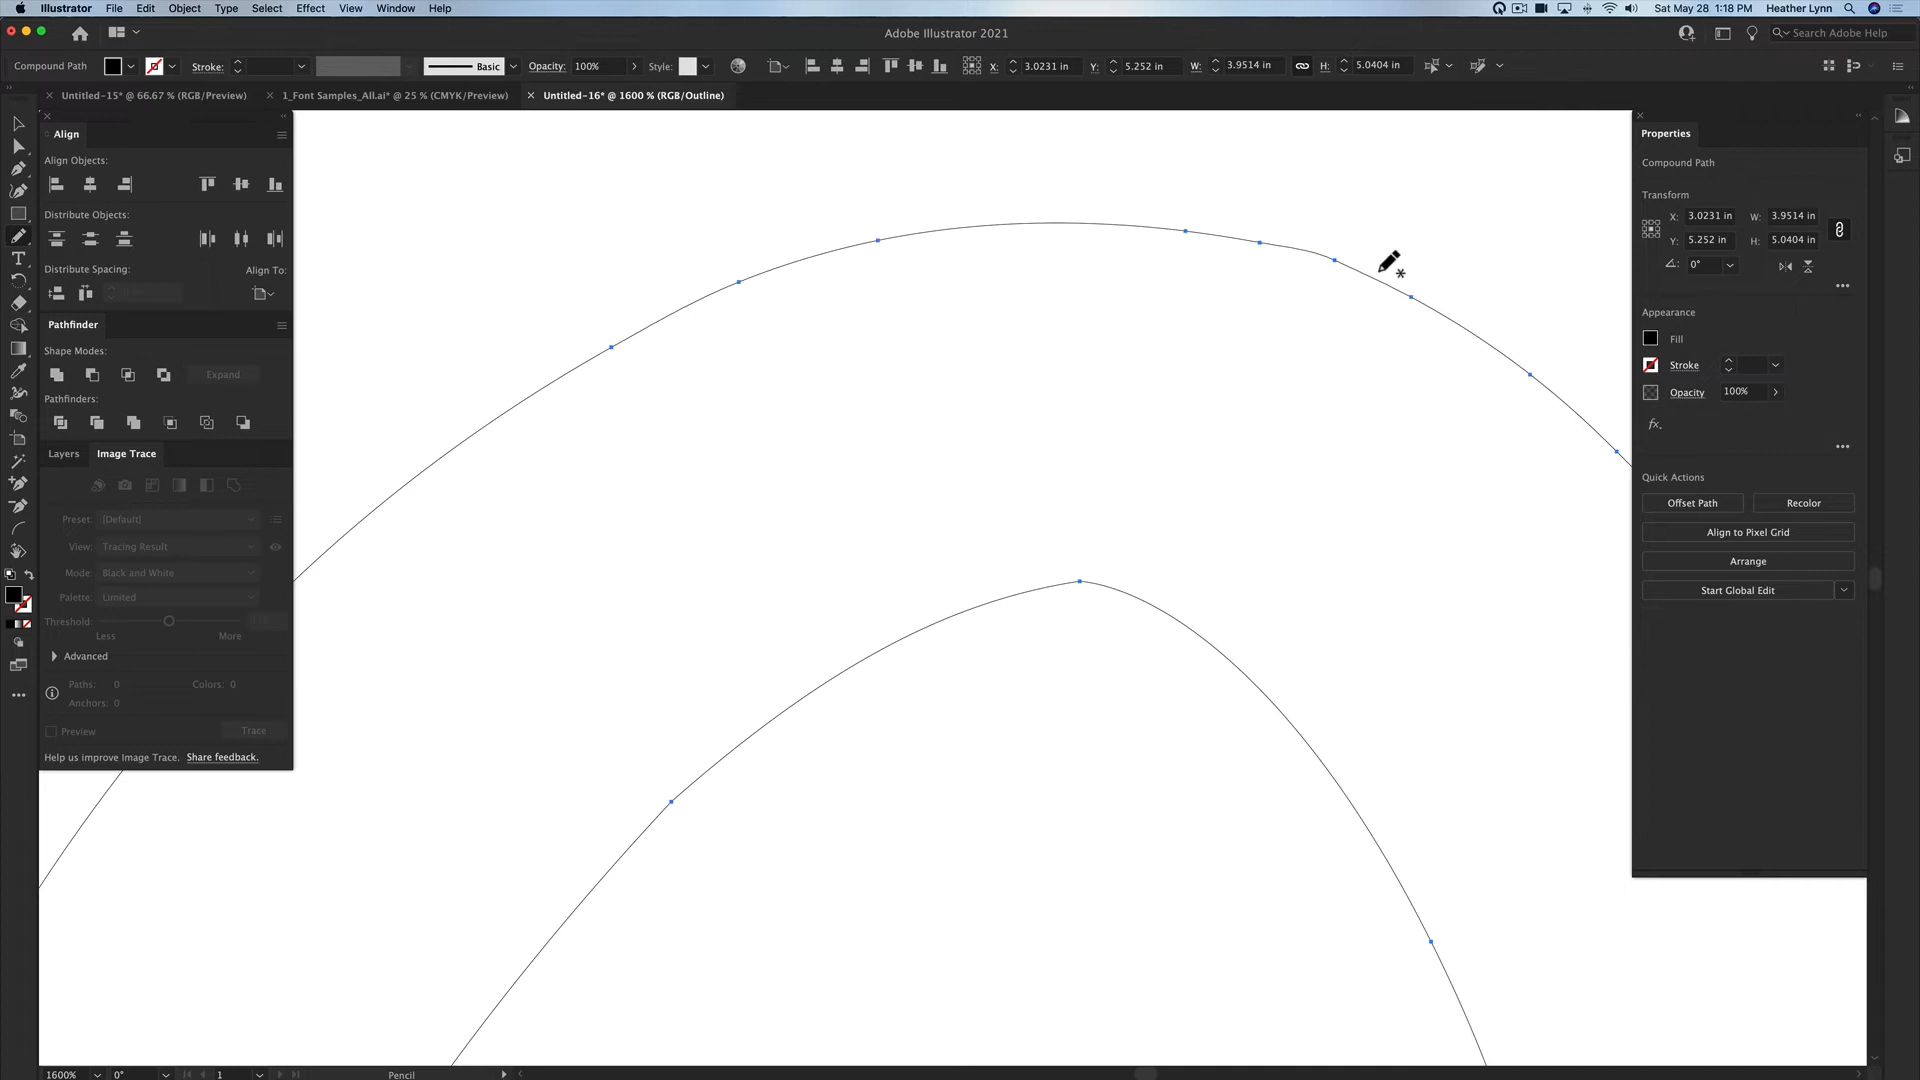 Illustrator File Edit Object Type Select Effect View Window Help Sat May 28 1:18 PM Heather Lynn
Adobe Illustrator 2021 Search Adobe Help
Compound Path Stroke: Basic Opacity: 100% Style: X: 3.0231 in Y: 5.252 in W: 3.9514 in H: 5.0404 in
Untitled-15* @ 66.67 % (RGB/Preview) 1_Font Samples_All.ai* @ 25 % (CMYK/Preview) Untitled-16* @ 1600 % (RGB/Outline)
Align
Align Objects:
Distribute Objects:
Distribute Spacing: Align To:
Pathfinder
Shape Modes:
Expand
Pathfinders:
Layers Image Trace
Preset: [Default]
View: Tracing Result
Mode: Black and White
Palette: Limited
Threshold:
Less More
Advanced
Paths: 0 Colors: 0
Anchors: 0
Preview Trace
Help us improve Image Trace. Share feedback.
Properties
Compound Path
Transform
X: 3.0231 in W: 3.9514 in
Y: 5.252 in H: 5.0404 in
0°
Appearance
Fill
Stroke
Opacity 100%
fx.
Quick Actions
Offset Path Recolor
Align to Pixel Grid
Arrange
Start Global Edit
1600% 0° 1 Pencil